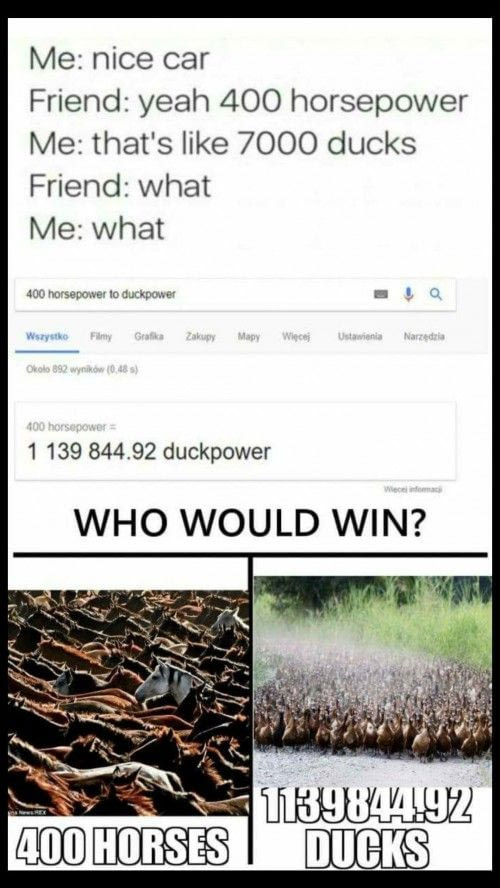 Me: nice car
Friend: yeah 400 horsepower
Me: that's like 7000 ducks
Friend: what
Me: what
400 horsepower to duckpower
Wszystko Filmy Grafika Zakupy Mapy Więcej Ustawienia Narzędzia
Około 892 wyników (0,48 s)
400 horsepower =
1 139 844.92 duckpower
Więcej informacji
WHO WOULD WIN?
400 HORSES
1139844.92
DUCKS